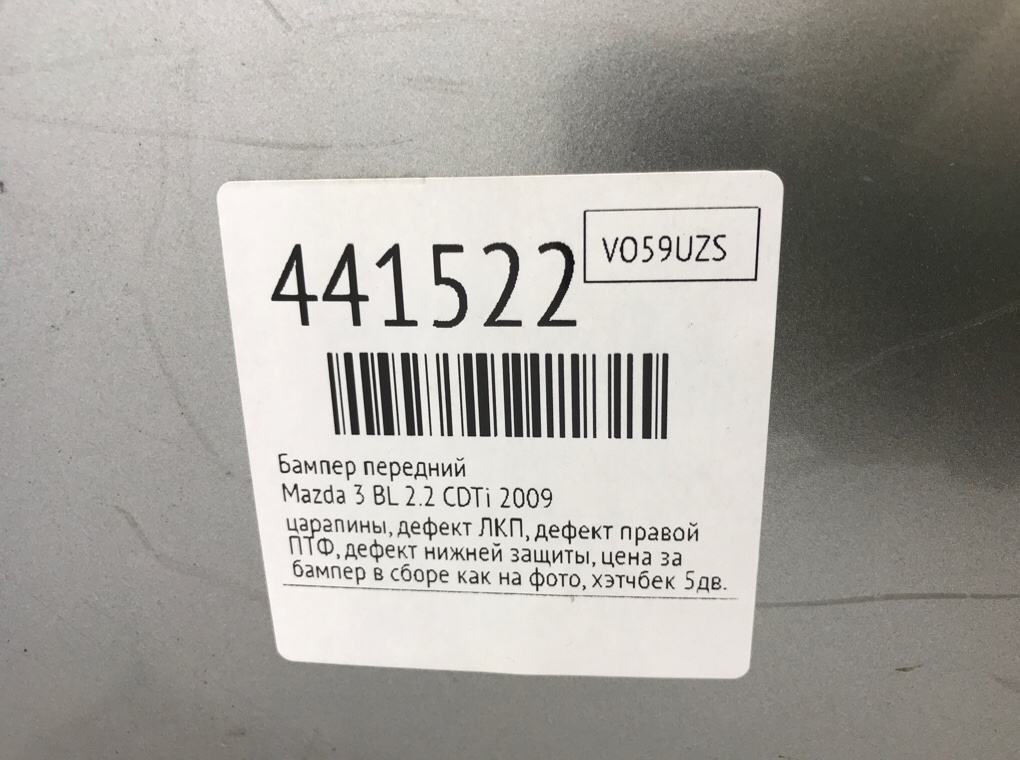 VO59UZS
441522
Бампер передний
Mazda 3 BL 2.2 CDTi 2009
царапины, дефект ЛКП, дефект правой
ПТФ, дефект нижней защиты, цена за
бампер в сборе как на фото, хэтчбек 5дв.